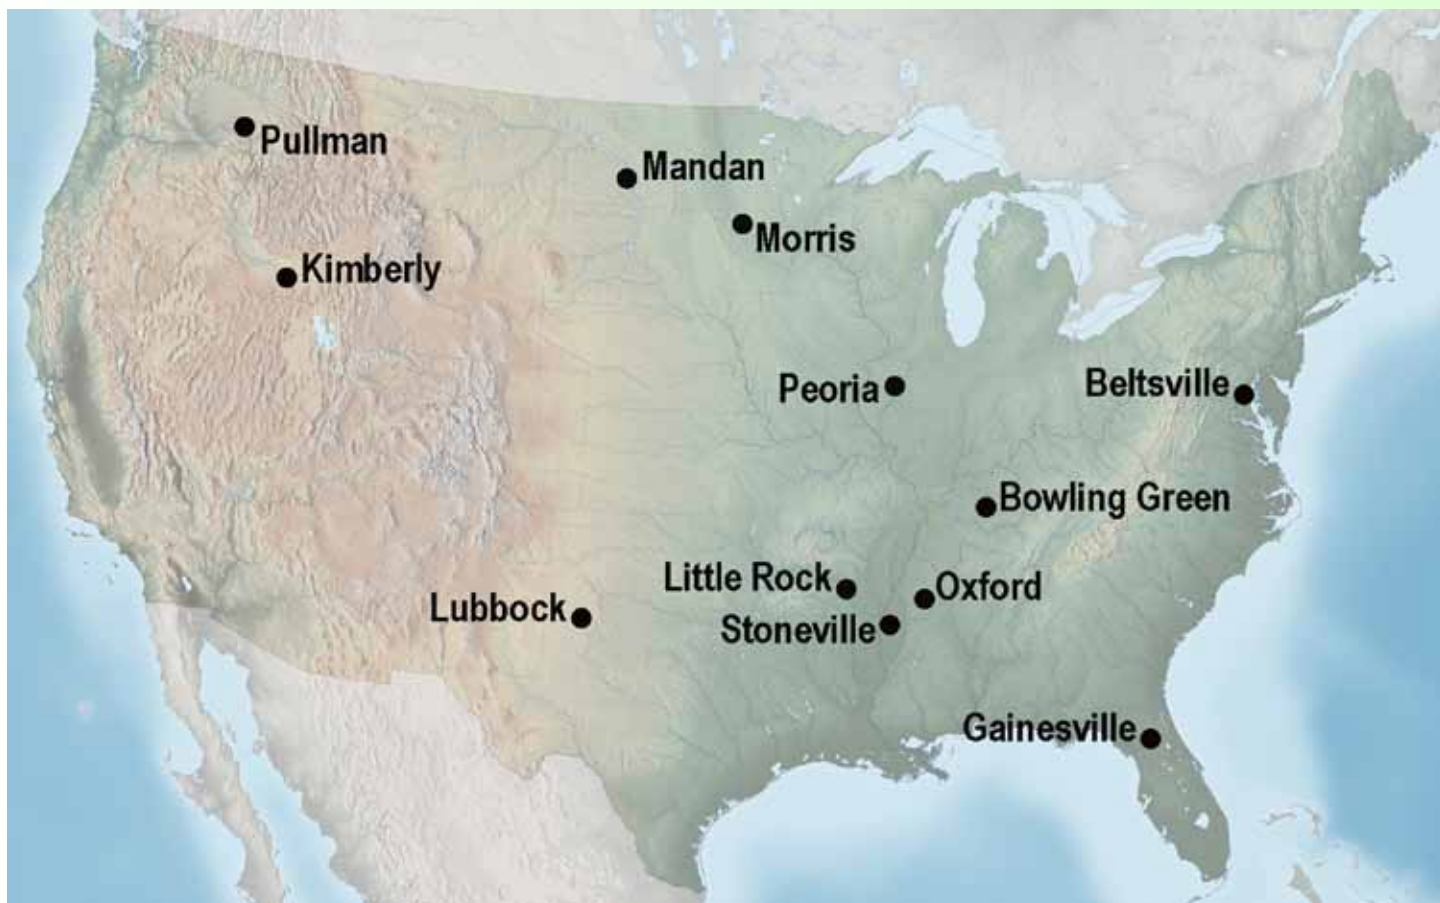 Pullman
Mandan
Morris
Kimberly
Peoria
Beltsville
Bowling Green
Little Rock
Oxford
Lubbock
Stoneville
Gainesville